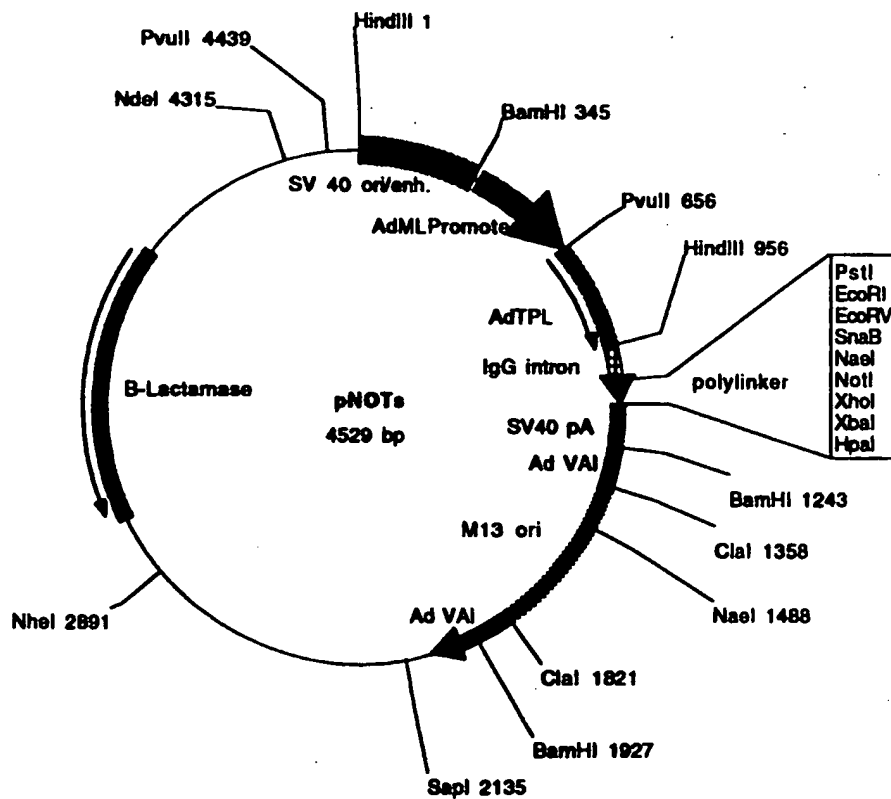 HindIII 1
PvuII 4439
NdeI 4315
BamHI 345
SV 40 ori/enh.
AdMLPromote
PvuII 656
HindIII 956
PstI
EcoRI
EcoRV
SnaB
NaeI
NotI
XhoI
XbaI
HpaI
AdTPL
IgG intron
polylinker
B-Lactamase
pNOTs
4529 bp
SV40 pA
Ad VAI
BamHI 1243
M13 ori
ClaI 1358
NaeI 1488
NheI 2891
Ad VAI
ClaI 1821
BamHI 1927
SapI 2135